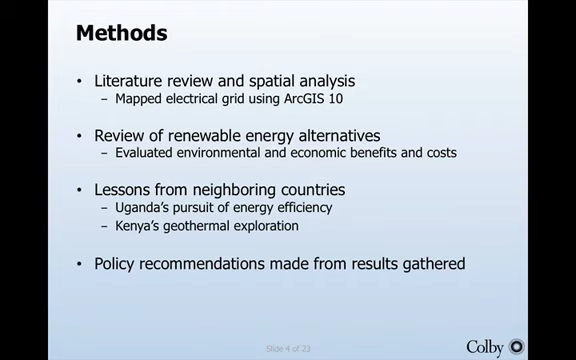 Methods
• Literature review and spatial analysis
– Mapped electrical grid using ArcGIS 10
• Review of renewable energy alternatives
– Evaluated environmental and economic benefits and costs
• Lessons from neighboring countries
– Uganda's pursuit of energy efficiency
– Kenya's geothermal exploration
• Policy recommendations made from results gathered
Slide 4 of 23
Colby